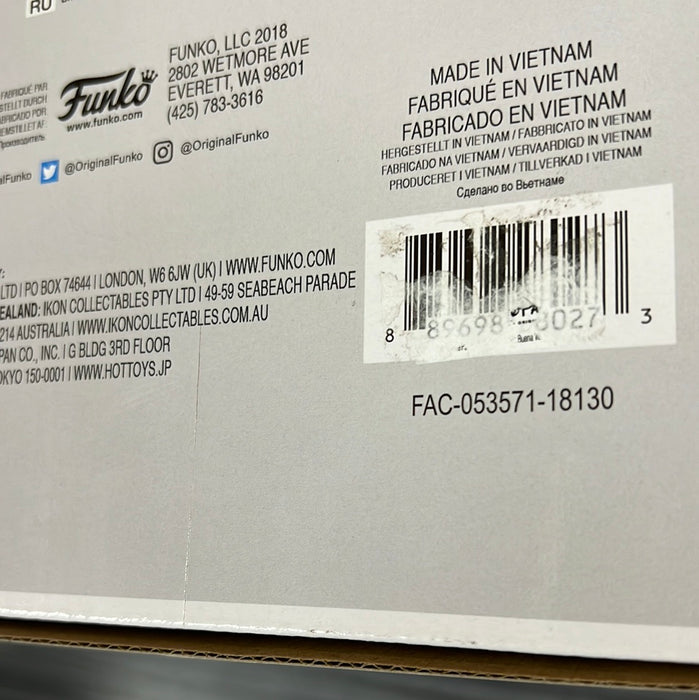 RU
FABRIQUÉ PAR
Funko
www.funko.com
FUNKO, LLC 2018
2802 WETMORE AVE
EVERETT, WA 98201
(425) 783-3616
@OriginalFunko
@OriginalFunko
MADE IN VIETNAM
FABRIQUÉ EN VIETNAM
FABRICADO EN VIETNAM
HERGESTELLT IN VIETNAM / FABBRICATO IN VIETNAM
FABRICADO NA VIETNAM / VERVAARDIGD IN VIETNAM
PRODUCERET I VIETNAM / TILLVERKAD I VIETNAM
Сделано во Вьетнаме
LTD | PO BOX 74644 | LONDON, W6 6JW (UK) | WWW.FUNKO.COM
EALAND: IKON COLLECTABLES PTY LTD | 49-59 SEABEACH PARADE
214 AUSTRALIA | WWW.IKONCOLLECTABLES.COM.AU
PAN CO., INC. | G BLDG 3RD FLOOR
OKYO 150-0001 | WWW.HOTTOYS.JP
8 89698 3
FAC-053571-18130